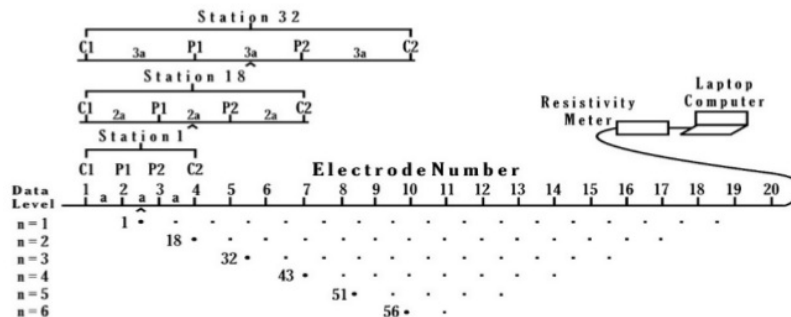 Station 32
C1 3a P1 3a P2 3a C2
Station 18
C1 2a P1 2a P2 2a C2
Laptop
Computer
Resistivity
Meter
Station 1
C1 P1 P2 C2
Electrode Number
Data
Level
1 2 3 4 5 6 7 8 9 10 11 12 13 14 15 16 17 18 19 20
a a a
n=1 1
n=2 18
n=3 32
n=4 43
n=5 51
n=6 56